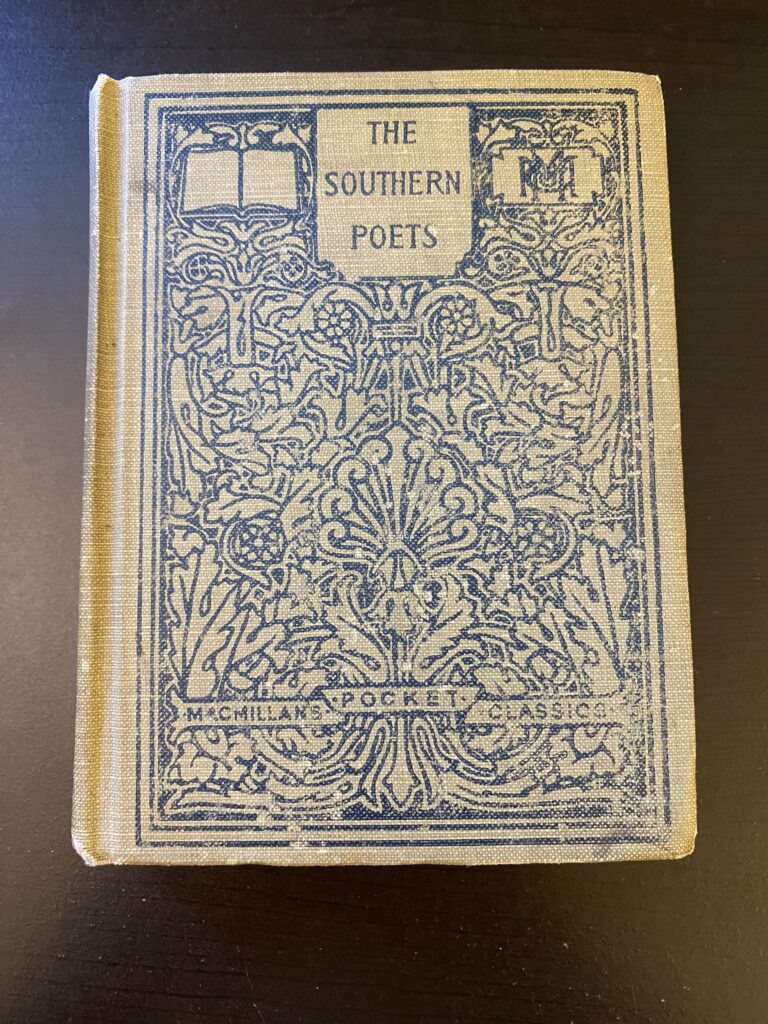 THE
SOUTHERN
POETS
MACMILLAN'S POCKET CLASSICS